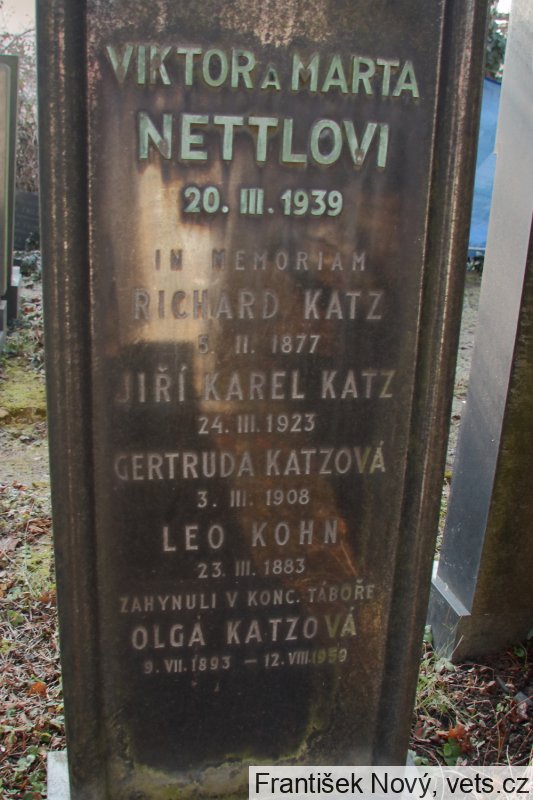 VIKTOR A MARTA
NETTLOVI
20. III. 1939
IN MEMORIAM
RICHARD KATZ
5. II. 1877
JIŘÍ KAREL KATZ
24. III. 1923
GERTRUDA KATZOVÁ
3. III. 1908
LEO KOHN
23. III. 1883
ZAHYNULI V KONC. TÁBOŘE
OLGA KATZOVÁ
9. VII. 1893 – 12. VIII. 1959
František Nový, vets.cz